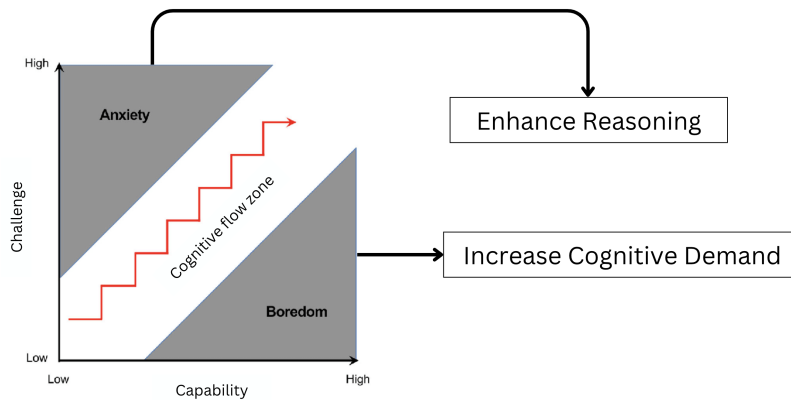 High
Anxiety
Enhance Reasoning
Challenge
Cognitive flow zone
Increase Cognitive Demand
Boredom
Low
Low
High
Capability